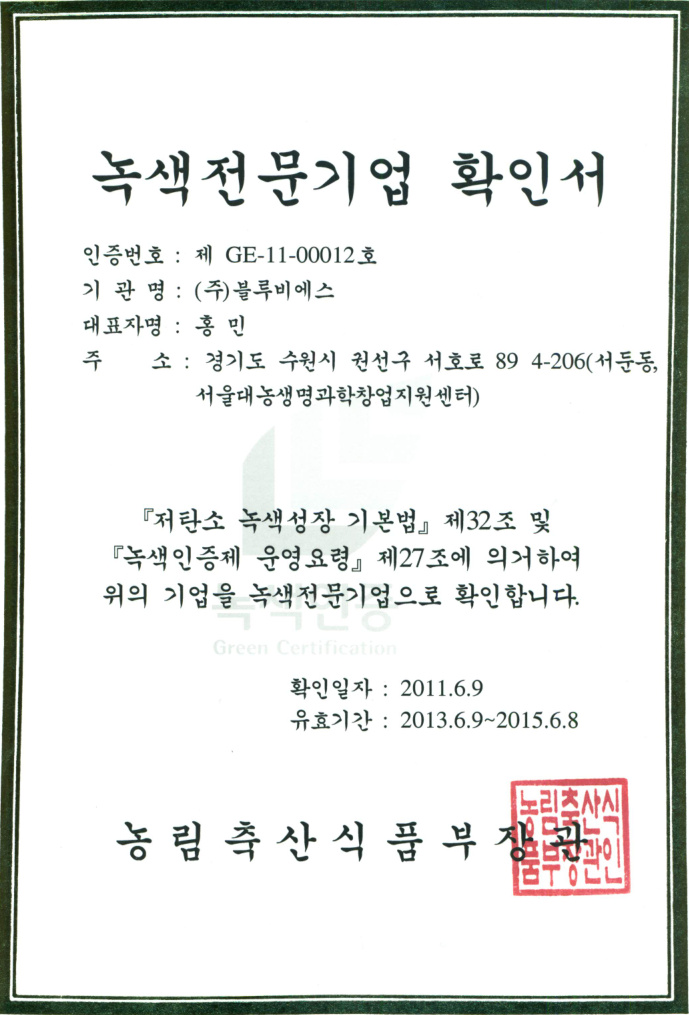 녹색전문기업 확인서
인증번호 : 제 GE-11-00012호
기 관 명 : (주)블루비에스
대표자명 : 홍 민
주 소 : 경기도 수원시 권선구 서호로 89 4-206(서둔동,
서울대농생명과학창업지원센터)
『저탄소 녹색성장 기본법』 제32조 및
『녹색인증제 운영요령』 제27조에 의거하여
위의 기업을 녹색전문기업으로 확인합니다.
녹색인증
Green Certification
확인일자 : 2011.6.9
유효기간 : 2013.6.9~2015.6.8
농림축산식품부장관
농림축산식
품부장관인